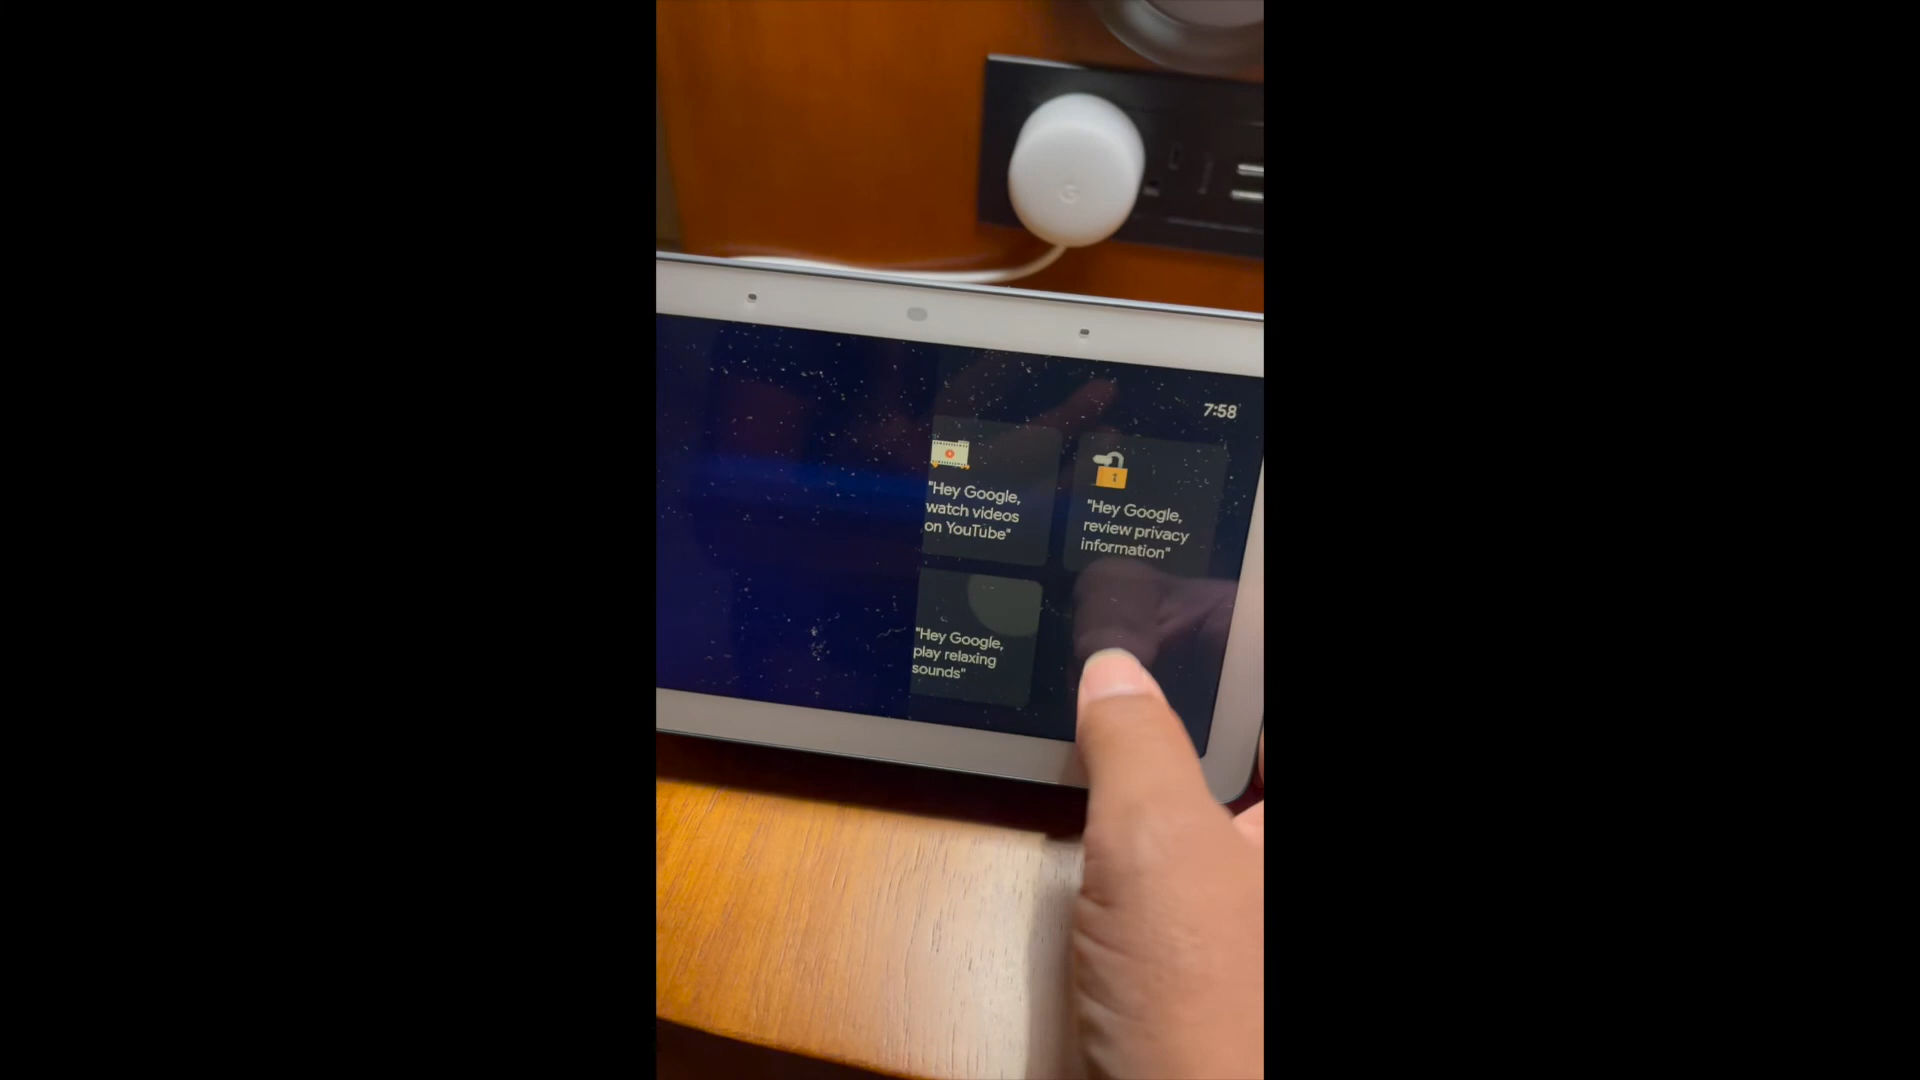 7:58
"Hey Google,
watch videos
on YouTube"
"Hey Google,
review privacy
information"
"Hey Google,
play relaxing
sounds"
G